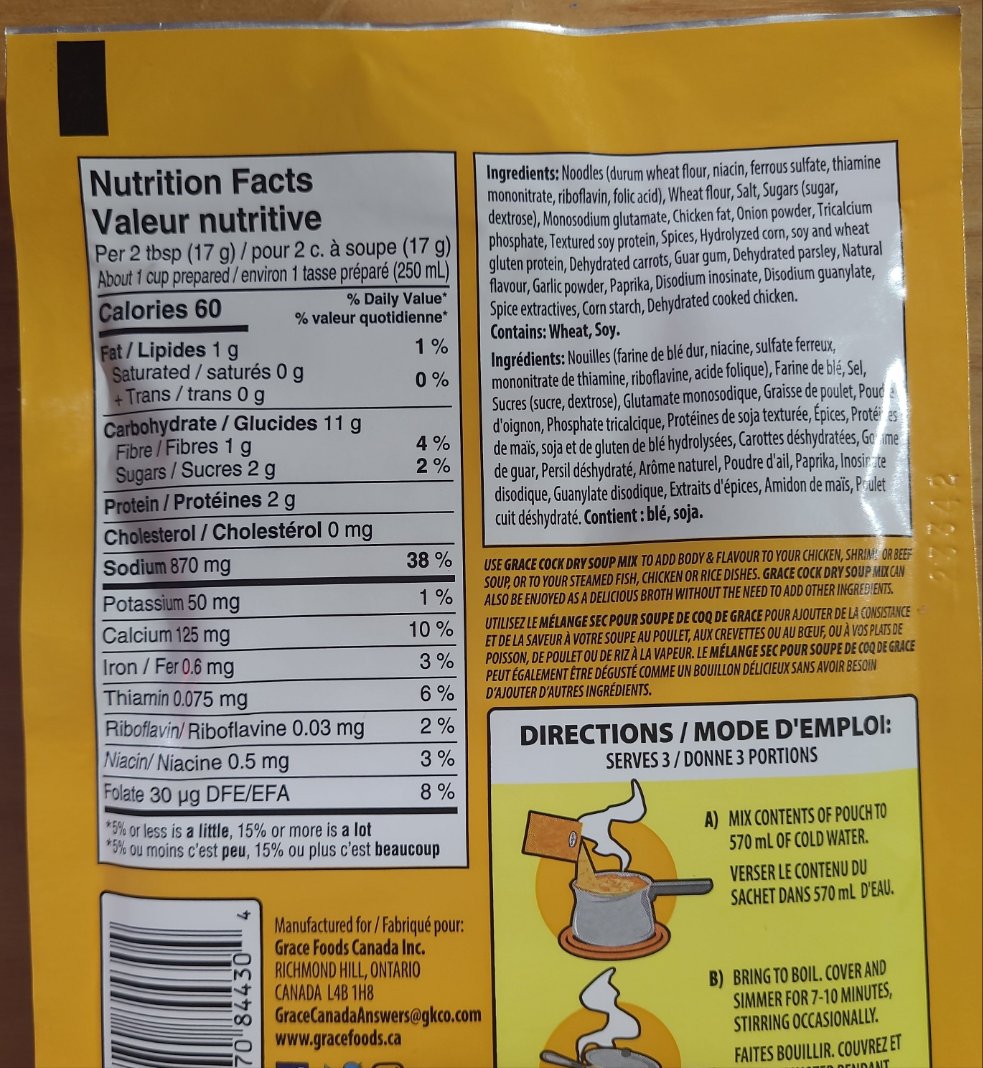 Nutrition Facts
Valeur nutritive
Per 2 tbsp (17 g) / pour 2 c. à soupe (17 g)
About 1 cup prepared / environ 1 tasse préparé (250 mL)
Calories 60
% Daily Value*
% valeur quotidienne*
Fat / Lipides 1 g 1 %
Saturated / saturés 0 g
+ Trans / trans 0 g 0 %
Carbohydrate / Glucides 11 g
Fibre / Fibres 1 g 4 %
Sugars / Sucres 2 g 2 %
Protein / Protéines 2 g
Cholesterol / Cholestérol 0 mg
Sodium 870 mg 38 %
Potassium 50 mg 1 %
Calcium 125 mg 10 %
Iron / Fer 0.6 mg 3 %
Thiamin 0.075 mg 6 %
Riboflavin/ Riboflavine 0.03 mg 2 %
Niacin/ Niacine 0.5 mg 3 %
Folate 30 µg DFE/EFA 8 %
*5% or less is a little, 15% or more is a lot
*5% ou moins c'est peu, 15% ou plus c'est beaucoup
Ingredients: Noodles (durum wheat flour, niacin, ferrous sulfate, thiamine
mononitrate, riboflavin, folic acid), Wheat flour, Salt, Sugars (sugar,
dextrose), Monosodium glutamate, Chicken fat, Onion powder, Tricalcium
phosphate, Textured soy protein, Spices, Hydrolyzed corn, soy and wheat
gluten protein, Dehydrated carrots, Guar gum, Dehydrated parsley, Natural
flavour, Garlic powder, Paprika, Disodium inosinate, Disodium guanylate,
Spice extractives, Corn starch, Dehydrated cooked chicken.
Contains: Wheat, Soy.
Ingrédients: Nouilles (farine de blé dur, niacine, sulfate ferreux,
mononitrate de thiamine, riboflavine, acide folique), Farine de blé, Sel,
Sucres (sucre, dextrose), Glutamate monosodique, Graisse de poulet, Poudre
d'oignon, Phosphate tricalcique, Protéines de soja texturée, Épices, Protéines
de maïs, soja et de gluten de blé hydrolysées, Carottes déshydratées, Gomme
de guar, Persil déshydraté, Arôme naturel, Poudre d'ail, Paprika, Inosinate
disodique, Guanylate disodique, Extraits d'épices, Amidon de maïs, Poulet
cuit déshydraté. Contient : blé, soja.
USE GRACE COCK DRY SOUP MIX TO ADD BODY & FLAVOUR TO YOUR CHICKEN, SHRIMP OR BEEF
SOUP, OR TO YOUR STEAMED FISH, CHICKEN OR RICE DISHES. GRACE COCK DRY SOUP MIX CAN
ALSO BE ENJOYED AS A DELICIOUS BROTH WITHOUT THE NEED TO ADD OTHER INGREDIENTS.
UTILISEZ LE MÉLANGE SEC POUR SOUPE DE COQ DE GRACE POUR AJOUTER DE LA CONSISTANCE
ET DE LA SAVEUR À VOTRE SOUPE AU POULET, AUX CREVETTES OU AU BŒUF, OU À VOS PLATS DE
POISSON, DE POULET OU DE RIZ À LA VAPEUR. LE MÉLANGE SEC POUR SOUPE DE COQ DE GRACE
PEUT ÉGALEMENT ÊTRE DÉGUSTÉ COMME UN BOUILLON DÉLICIEUX SANS AVOIR BESOIN
D'AJOUTER D'AUTRES INGRÉDIENTS.
DIRECTIONS / MODE D'EMPLOI:
SERVES 3 / DONNE 3 PORTIONS
A) MIX CONTENTS OF POUCH TO
570 mL OF COLD WATER.
VERSER LE CONTENU DU
SACHET DANS 570 mL D'EAU.
B) BRING TO BOIL. COVER AND
SIMMER FOR 7-10 MINUTES,
STIRRING OCCASIONALLY.
FAITES BOUILLIR. COUVREZ ET
PENDANT
Manufactured for / Fabriqué pour:
Grace Foods Canada Inc.
RICHMOND HILL, ONTARIO
CANADA L4B 1H8
GraceCanadaAnswers@gkco.com
www.gracefoods.ca
70 84430 4